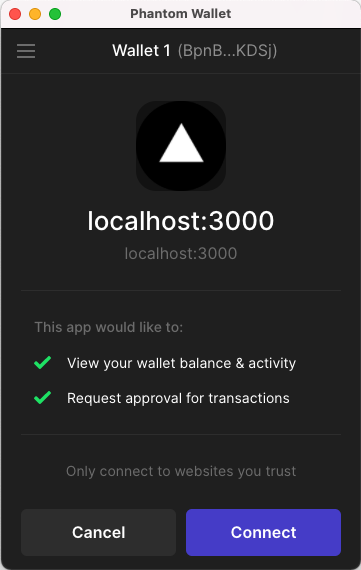 Phantom Wallet
Wallet 1 (BpnB...KDSj)
localhost:3000
localhost:3000
This app would like to:
View your wallet balance & activity
Request approval for transactions
Only connect to websites you trust
Cancel Connect